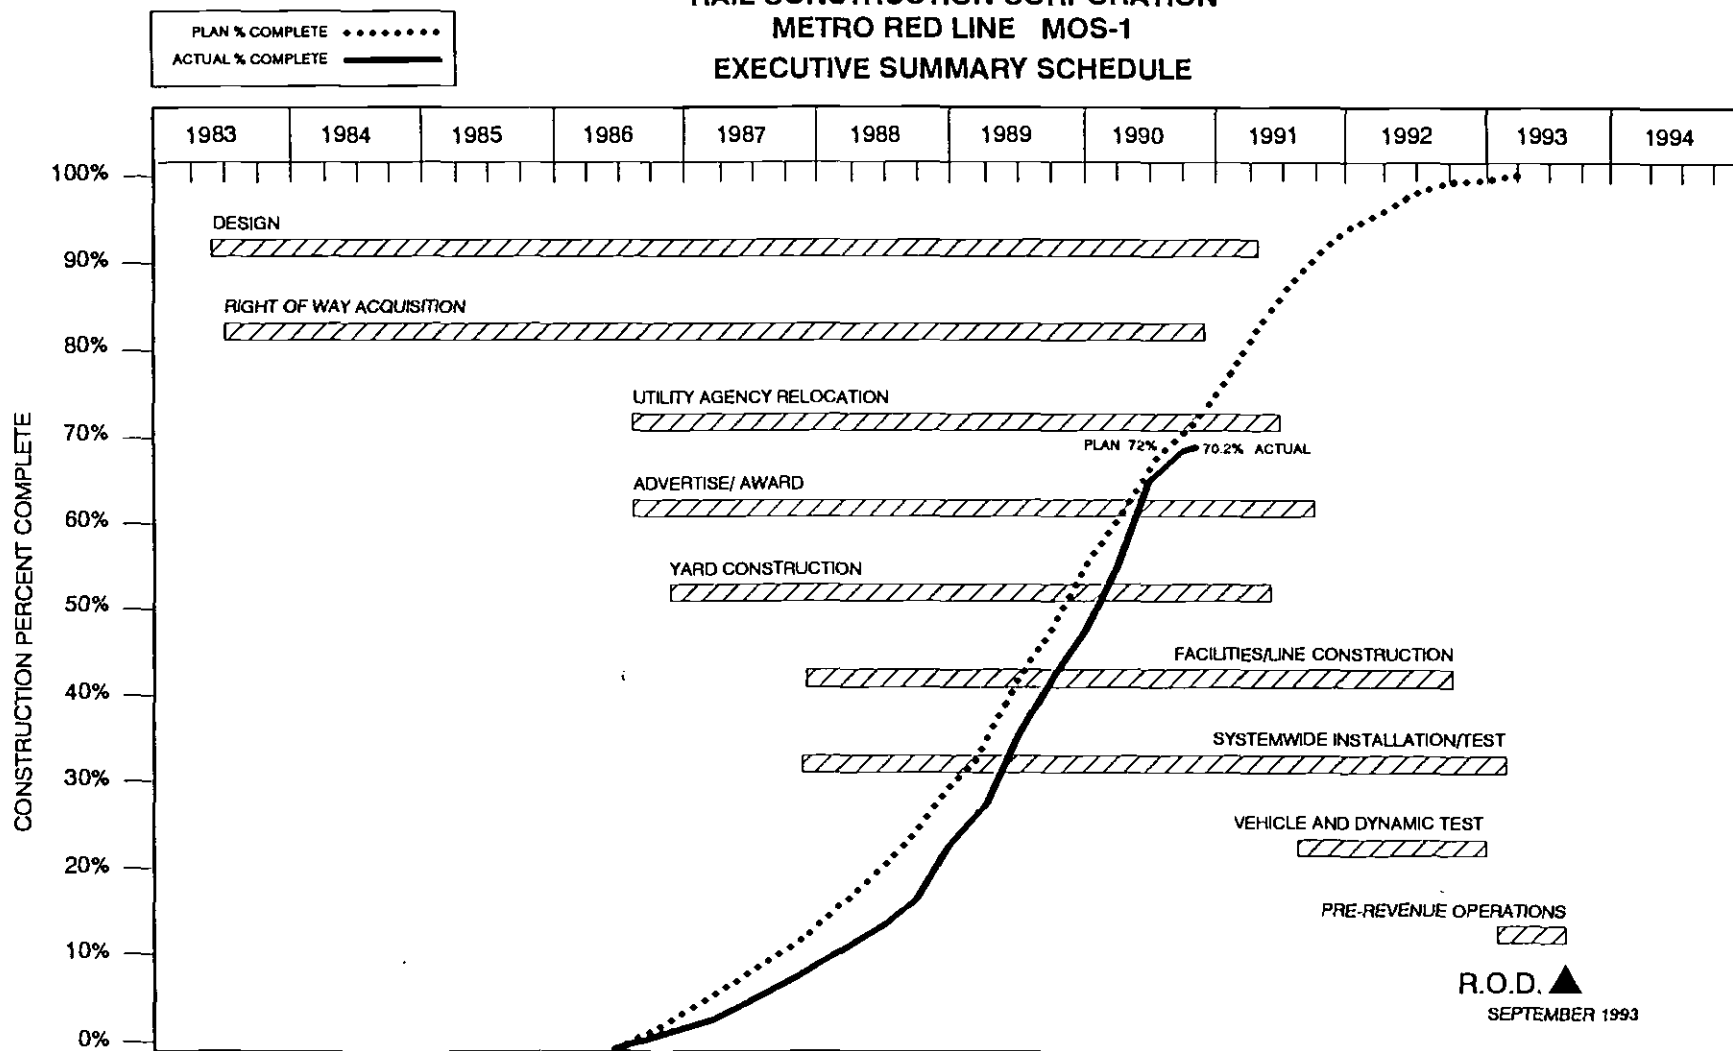 RAIL CONSTRUCTION CORPORATION
METRO RED LINE MOS-1
EXECUTIVE SUMMARY SCHEDULE
PLAN % COMPLETE
ACTUAL % COMPLETE
1983 1984 1985 1986 1987 1988 1989 1990 1991 1992 1993 1994
CONSTRUCTION PERCENT COMPLETE
100%
DESIGN
90%
RIGHT OF WAY ACQUISITION
80%
UTILITY AGENCY RELOCATION
70%
PLAN 72% 70.2% ACTUAL
ADVERTISE/ AWARD
60%
YARD CONSTRUCTION
50%
FACILITIES/LINE CONSTRUCTION
40%
SYSTEMWIDE INSTALLATION/TEST
30%
VEHICLE AND DYNAMIC TEST
20%
PRE-REVENUE OPERATIONS
10%
R.O.D.
SEPTEMBER 1993
0%